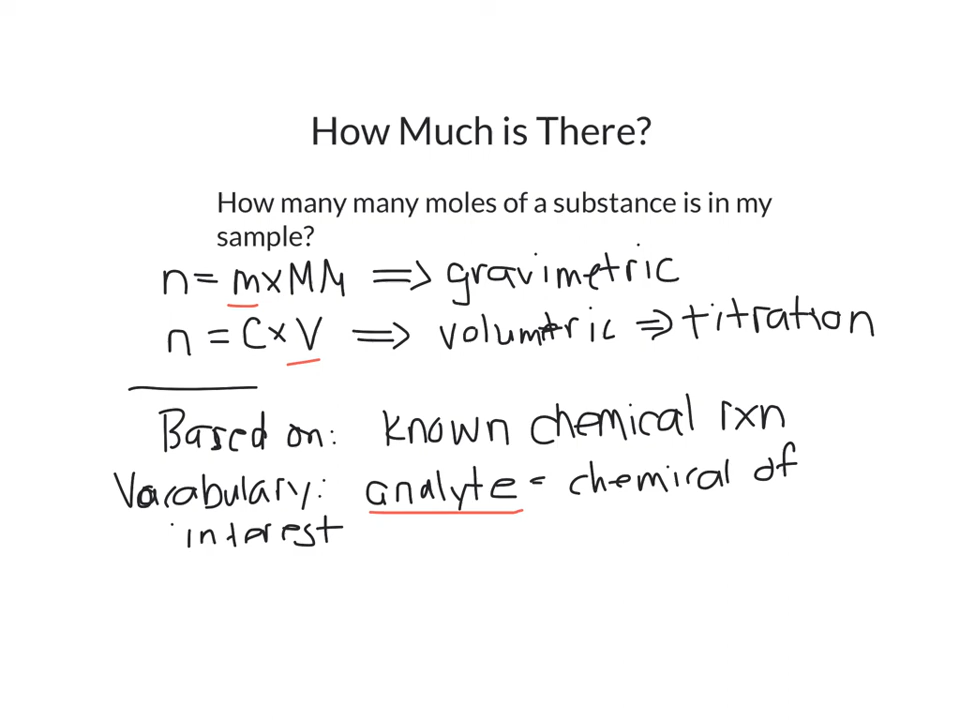 How Much is There?
How many many moles of a substance is in my
sample?
n = m x MM => gravimetric
n = C x V => volumetric => titration
Based on: known chemical rxn
Vocabulary: analyte = chemical of
interest